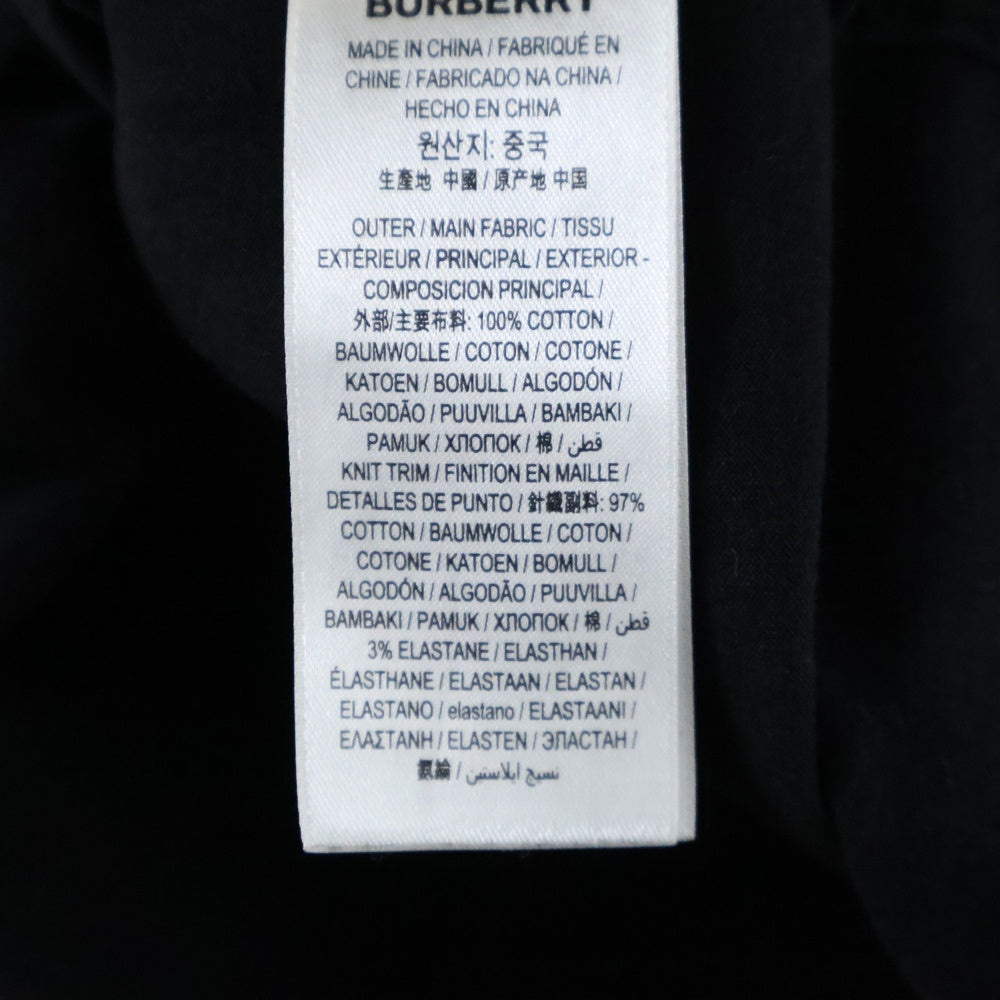 BURBERRY
MADE IN CHINA / FABRIQUÉ EN
CHINE / FABRICADO NA CHINA /
HECHO EN CHINA
원산지: 중국
生產地 中國 / 原产地 中国
OUTER / MAIN FABRIC / TISSU
EXTÉRIEUR / PRINCIPAL / EXTERIOR -
COMPOSICION PRINCIPAL /
外部/主要布料: 100% COTTON /
BAUMWOLLE / COTON / COTONE /
KATOEN / BOMULL / ALGODÓN /
ALGODÃO / PUUVILLA / BAMBAKI /
PAMUK / ХЛОПОК / 棉 / قطن
KNIT TRIM / FINITION EN MAILLE /
DETALLES DE PUNTO / 針織副料: 97%
COTTON / BAUMWOLLE / COTON /
COTONE / KATOEN / BOMULL /
ALGODÓN / ALGODÃO / PUUVILLA /
BAMBAKI / PAMUK / ХЛОПОК / 棉 / قطن
3% ELASTANE / ELASTHAN /
ÉLASTHANE / ELASTAAN / ELASTAN /
ELASTANO / elastano / ELASTAANI /
ΕΛΑΣΤΑΝΗ / ELASTEN / ЭЛАСТАН /
氨綸 / نسيج ايلاستين